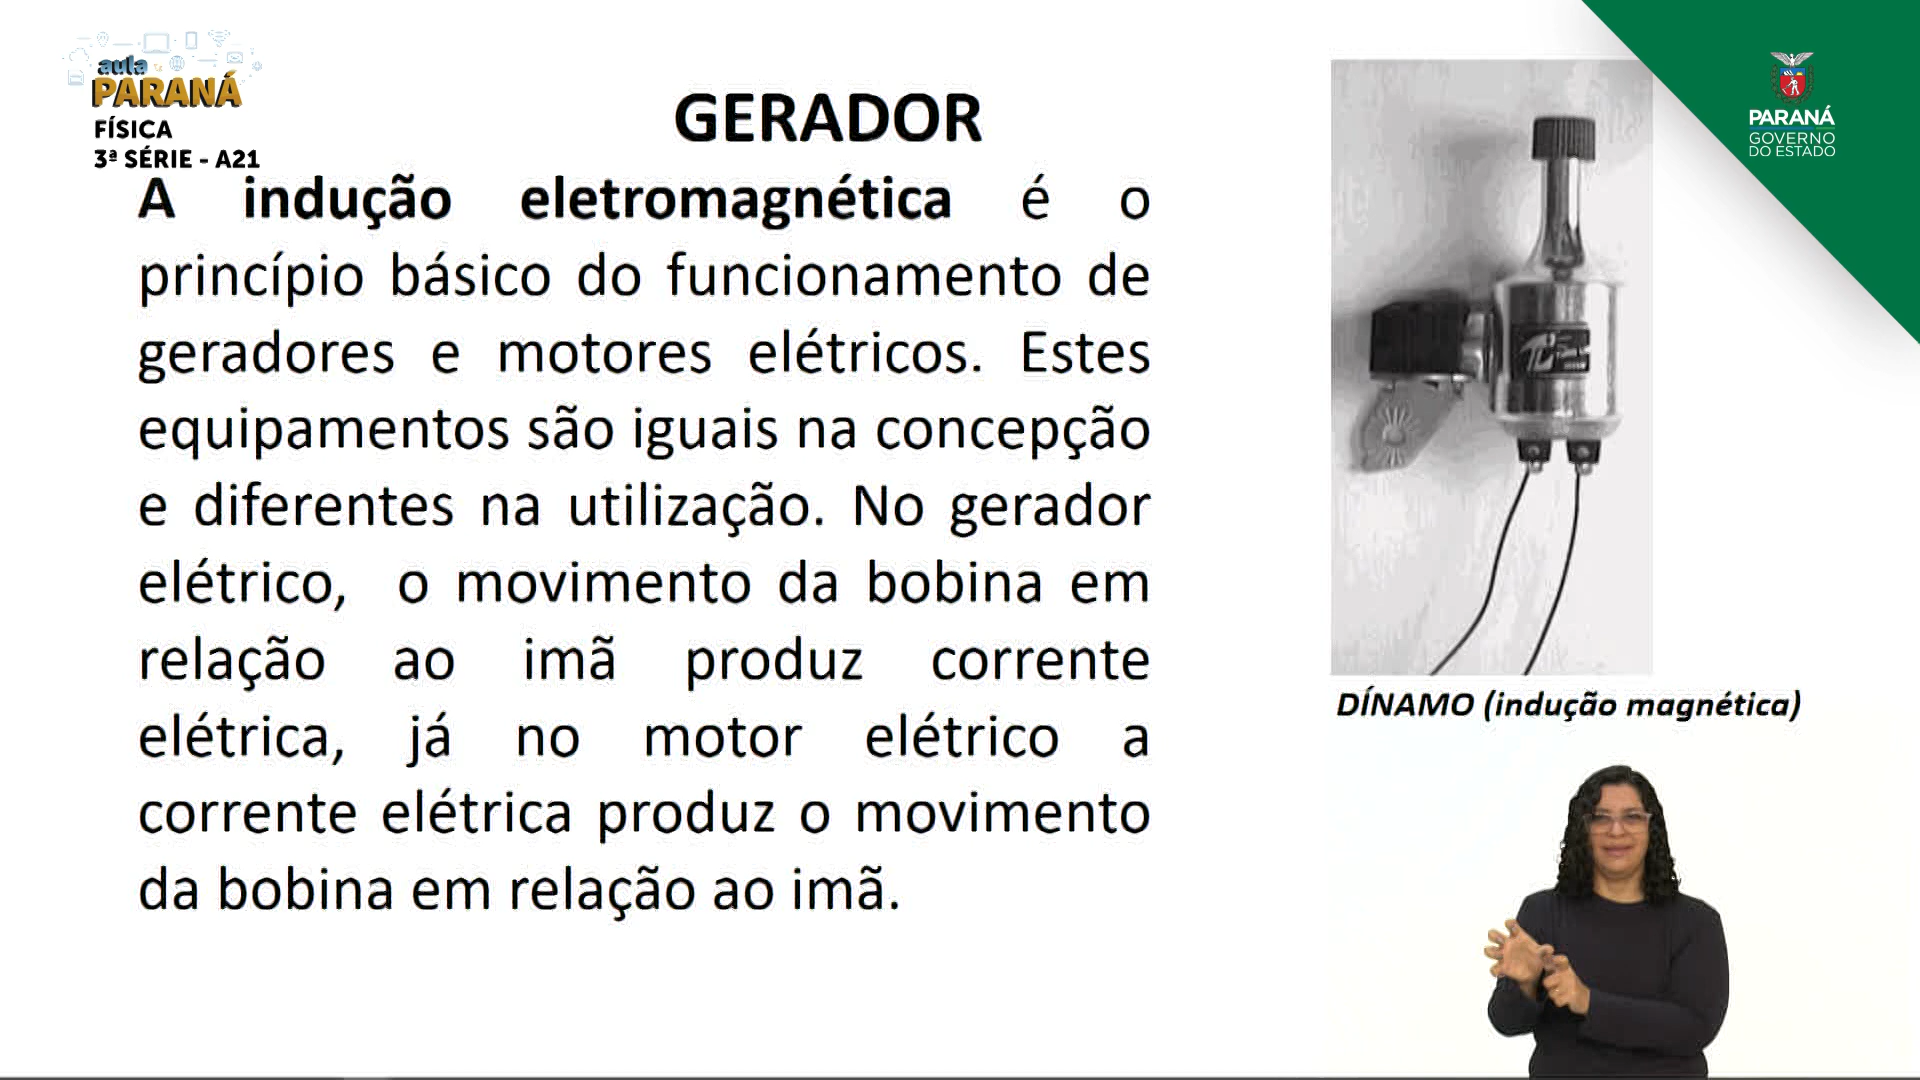 aula
PARANÁ
FÍSICA
3ª SÉRIE - A21
GERADOR
A indução eletromagnética é o
princípio básico do funcionamento de
geradores e motores elétricos. Estes
equipamentos são iguais na concepção
e diferentes na utilização. No gerador
elétrico, o movimento da bobina em
relação ao imã produz corrente
elétrica, já no motor elétrico a
corrente elétrica produz o movimento
da bobina em relação ao imã.
PARANÁ
GOVERNO
DO ESTADO
DÍNAMO (indução magnética)